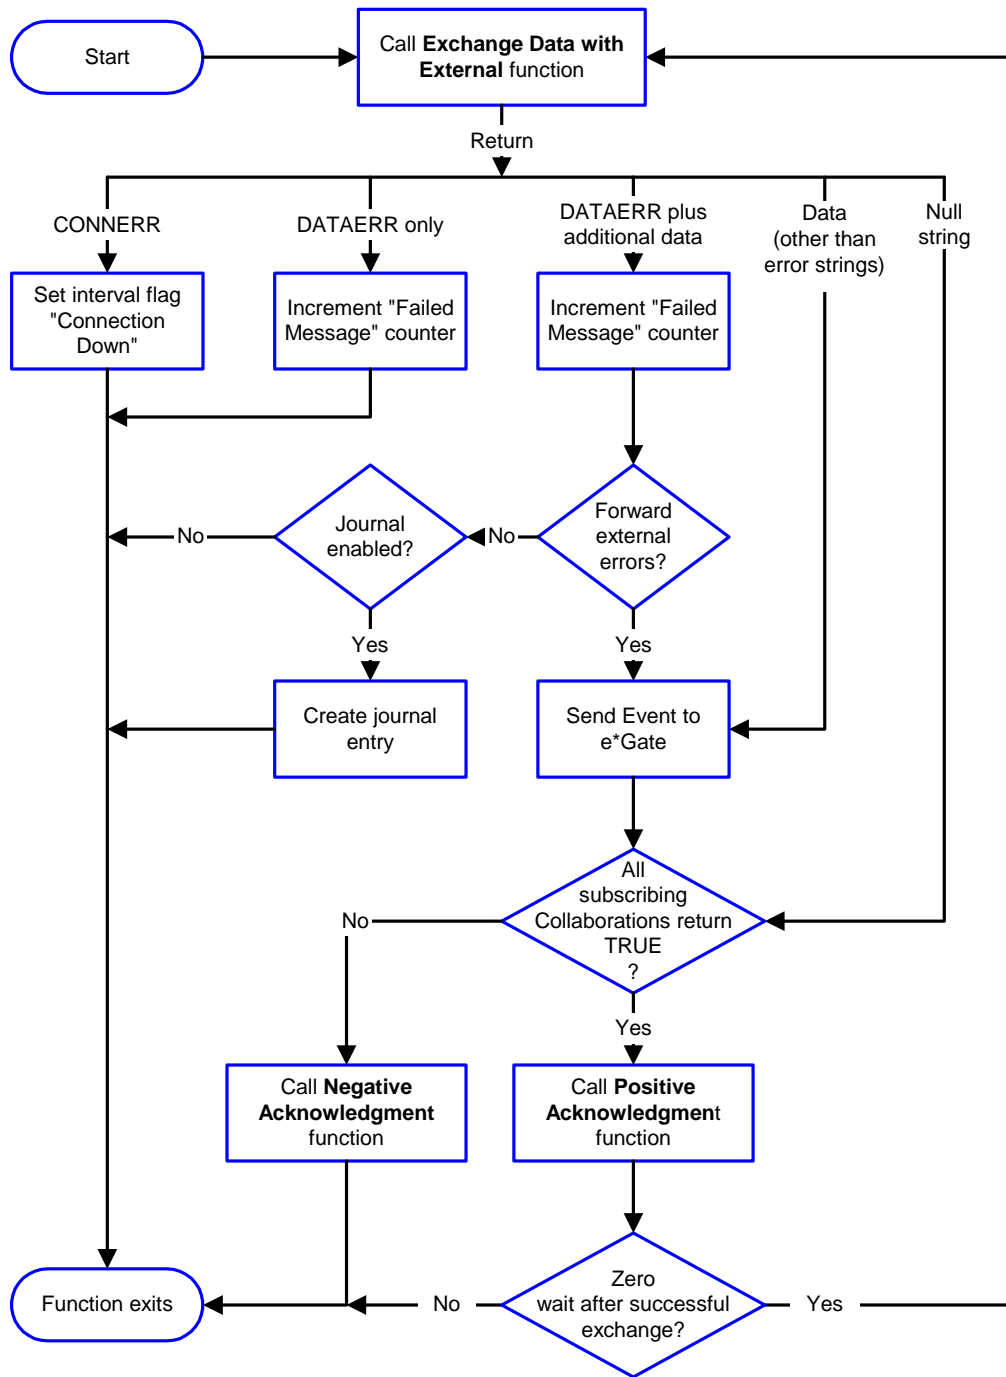 Start
Call Exchange Data with
External function
Return
CONNERR
DATAERR only
DATAERR plus
additional data
Data
(other than
error strings)
Null
string
Set interval flag
"Connection
Down"
Increment "Failed
Message" counter
Increment "Failed
Message" counter
No
Journal
enabled?
No
Forward
external
errors?
Yes
Yes
Create journal
entry
Send Event to
e*Gate
No
All
subscribing
Collaborations return
TRUE
?
Yes
Call Negative
Acknowledgment
function
Call Positive
Acknowledgment
function
Function exits
No
Zero
wait after successful
exchange?
Yes